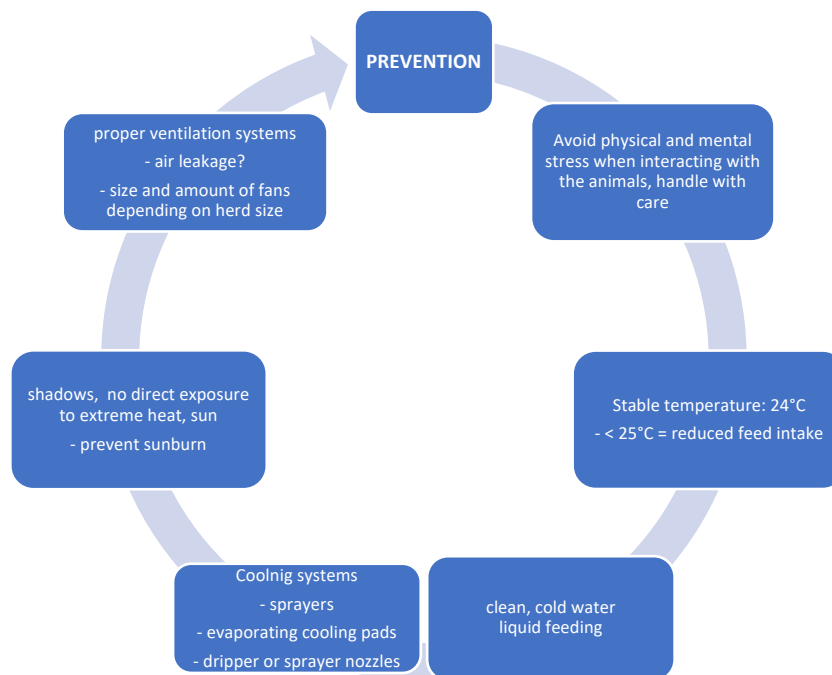 PREVENTION
Avoid physical and mental
stress when interacting with
the animals, handle with
care
Stable temperature: 24°C
- < 25°C = reduced feed intake
clean, cold water
liquid feeding
Coolnig systems
- sprayers
- evaporating cooling pads
- dripper or sprayer nozzles
shadows, no direct exposure
to extreme heat, sun
- prevent sunburn
proper ventilation systems
- air leakage?
- size and amount of fans
depending on herd size